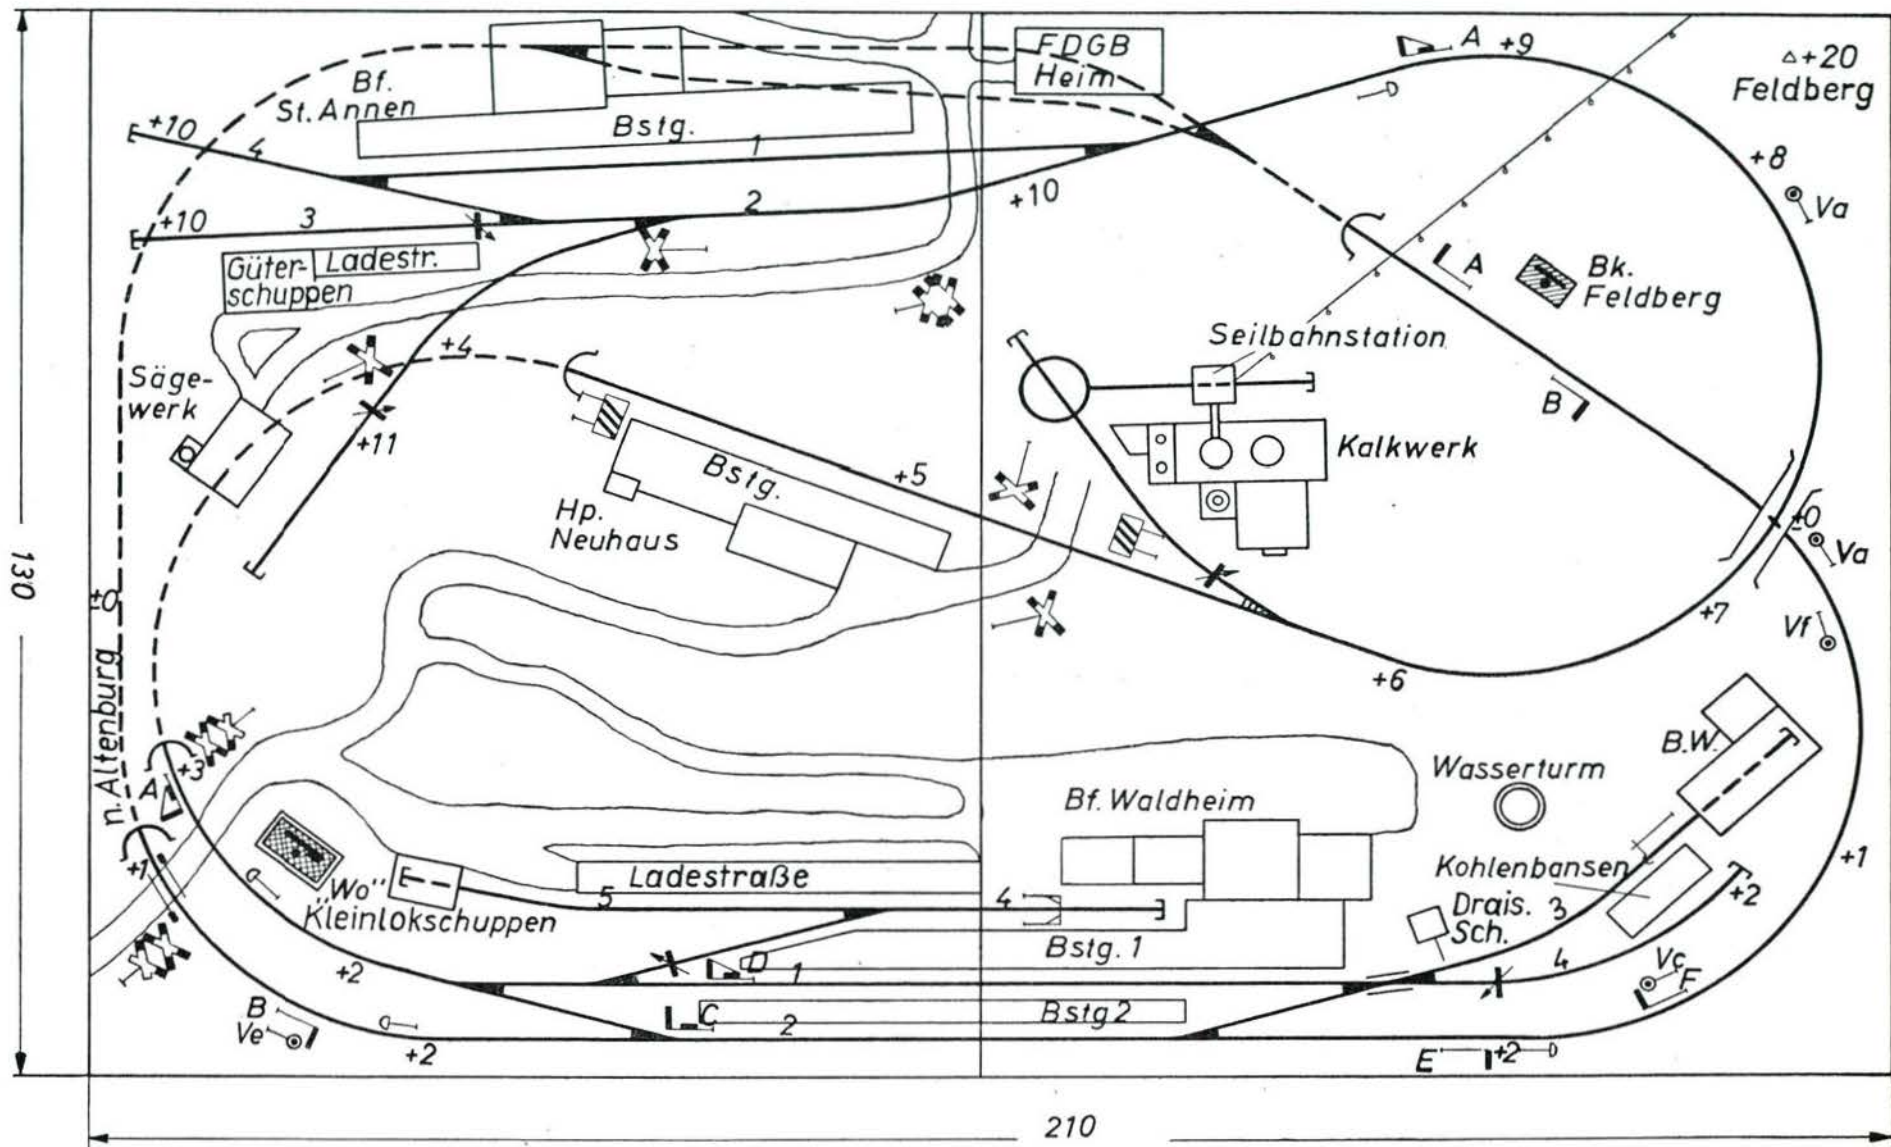 Bf.
St. Annen
FDGB
Heim
A
+9
△+20
Feldberg
+10
4
Bstg.
1
+8
Va
+10
3
2
+10
Güter-
schuppen
Ladestr.
A
Bk.
Feldberg
Säge-
werk
+4
Seilbahnstation
B
+11
Kalkwerk
Bstg.
+5
Hp.
Neuhaus
±0
Va
130
±0
+7
Vf
+6
n. Altenburg
B.W.
+3
A
Wasserturm
Bf. Waldheim
+1
+1
Kohlenbansen
"Wo"
Kleinlokschuppen
Ladestraße
5
4
+2
3
Drais.
Sch.
Bstg. 1
D
1
+2
4
Vc
F
B
Ve
C
2
Bstg 2
+2
E
+2
210